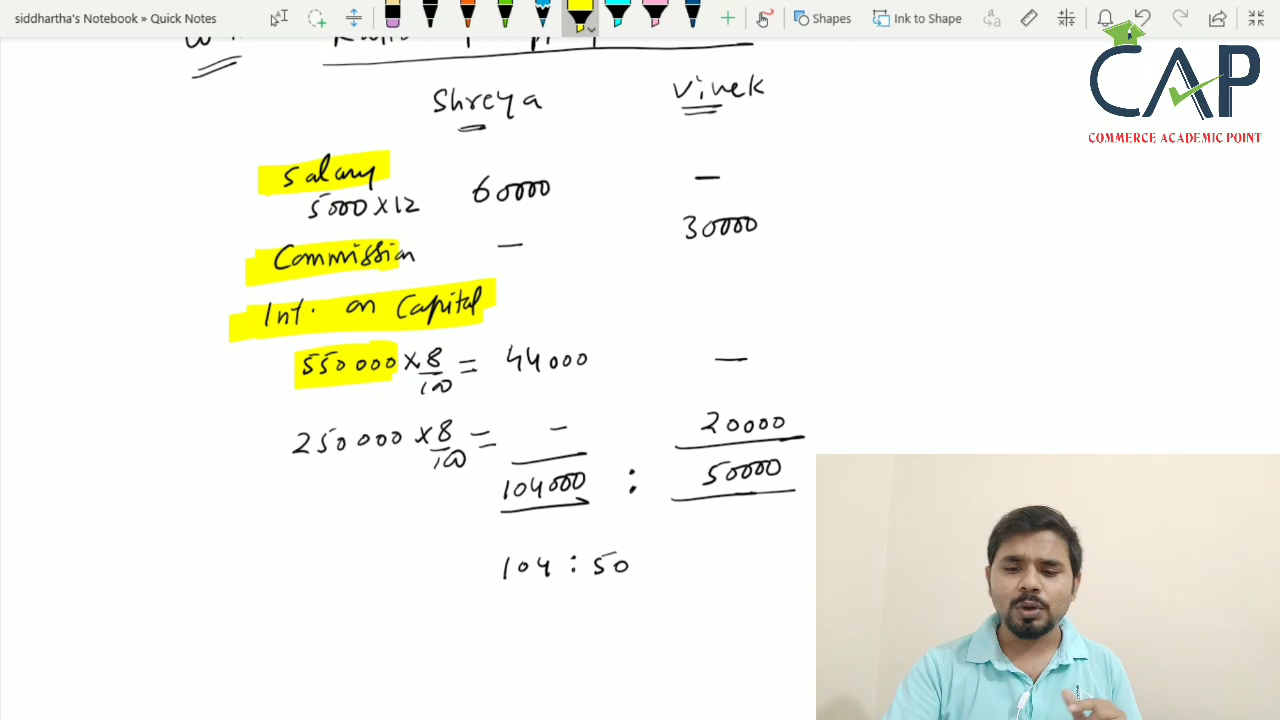 siddhartha's Notebook » Quick Notes
Shapes
Ink to Shape
CAP
COMMERCE ACADEMIC POINT
Shreya Vivek
Salary
5000 × 12 60000 –
Commission – 30000
Int. on Capital
550000 × 8/100 = 44000 –
250000 × 8/100 = – 20000
104000 : 50000
104 : 50